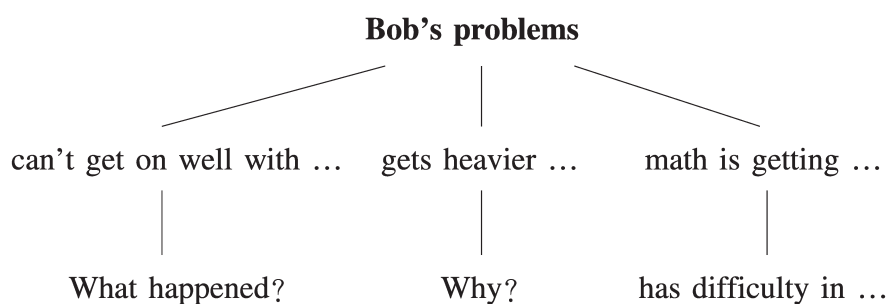 Bob's problems
can't get on well with … gets heavier … math is getting …
What happened? Why? has difficulty in …